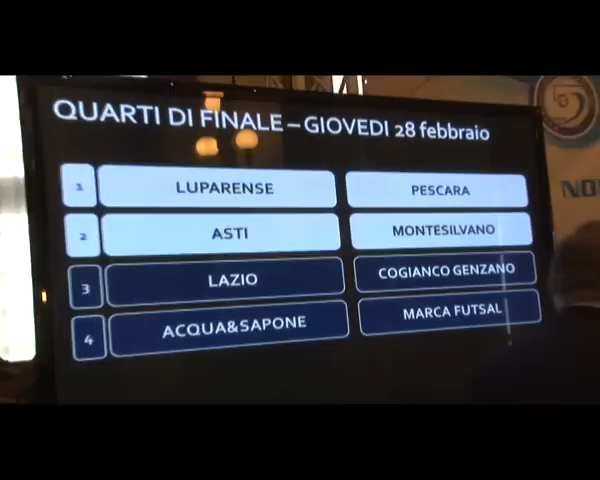 QUARTI DI FINALE – GIOVEDI 28 febbraio
1 LUPARENSE PESCARA
2 ASTI MONTESILVANO
3 LAZIO COGIANCO GENZANO
4 ACQUA&SAPONE MARCA FUTSAL